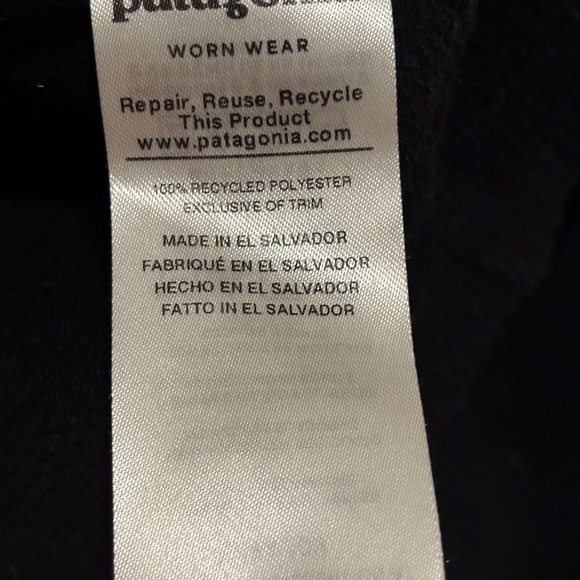 patagonia
WORN WEAR
Repair, Reuse, Recycle
This Product
www.patagonia.com
100% RECYCLED POLYESTER
EXCLUSIVE OF TRIM
MADE IN EL SALVADOR
FABRIQUÉ EN EL SALVADOR
HECHO EN EL SALVADOR
FATTO IN EL SALVADOR